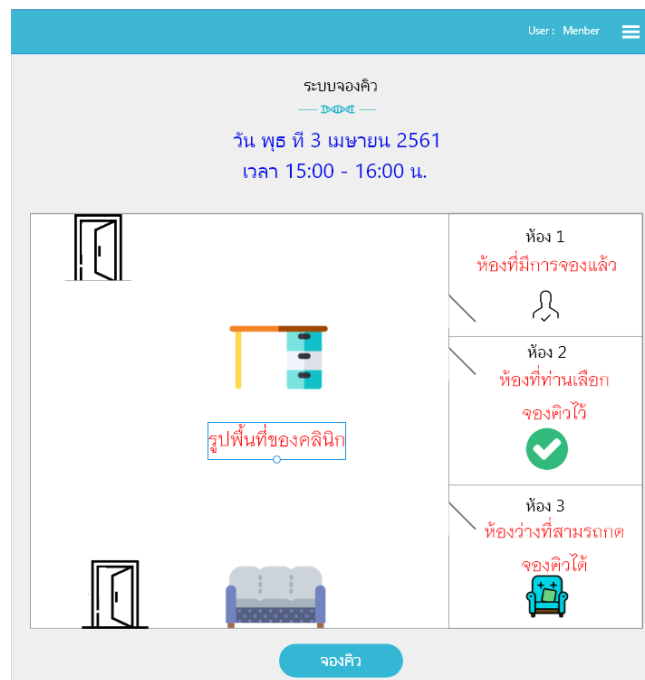 User : Menber
ระบบจองคิว
วัน พุธ ที่ 3 เมษายน 2561
เวลา 15:00 - 16:00 น.
ห้อง 1
ห้องที่มีการจองแล้ว
ห้อง 2
ห้องที่ท่านเลือก
จองคิวไว้
รูปพื้นที่ของคลินิก
ห้อง 3
ห้องว่างที่สามารถกด
จองคิวได้
จองคิว